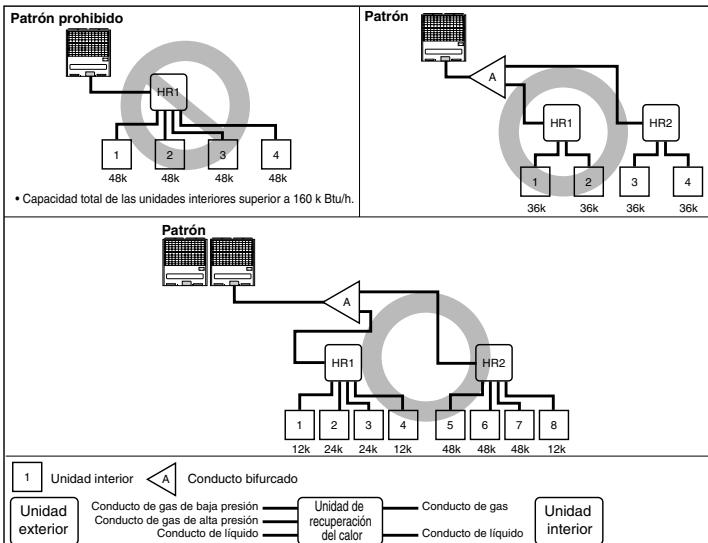 Patrón prohibido
HR1
1 2 3 4
48k 48k 48k 48k
• Capacidad total de las unidades interiores superior a 160 k Btu/h.
Patrón
A
HR1 HR2
1 2 3 4
36k 36k 36k 36k
Patrón
A
HR1 HR2
1 2 3 4 5 6 7 8
12k 24k 24k 12k 48k 48k 48k 12k
1 Unidad interior A Conducto bifurcado
Unidad
exterior
Conducto de gas de baja presión
Conducto de gas de alta presión
Conducto de líquido
Unidad de
recuperación
del calor
Conducto de gas
Conducto de líquido
Unidad
interior